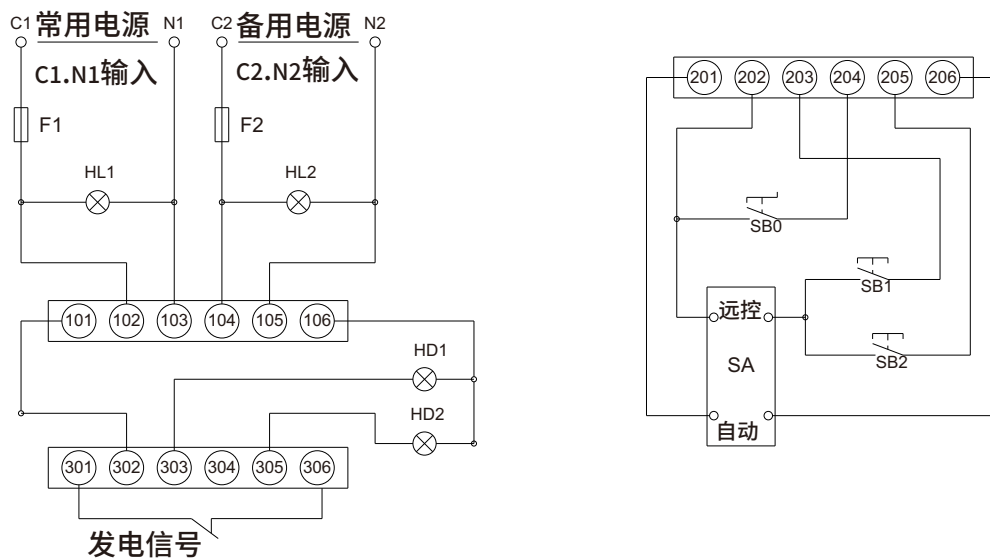 C1 常用电源 N1 C2 备用电源 N2
C1.N1输入 C2.N2输入
F1 F2
HL1 HL2
101 102 103 104 105 106
HD1
HD2
301 302 303 304 305 306
发电信号
201 202 203 204 205 206
SB0
SB1
远控
SA
SB2
自动